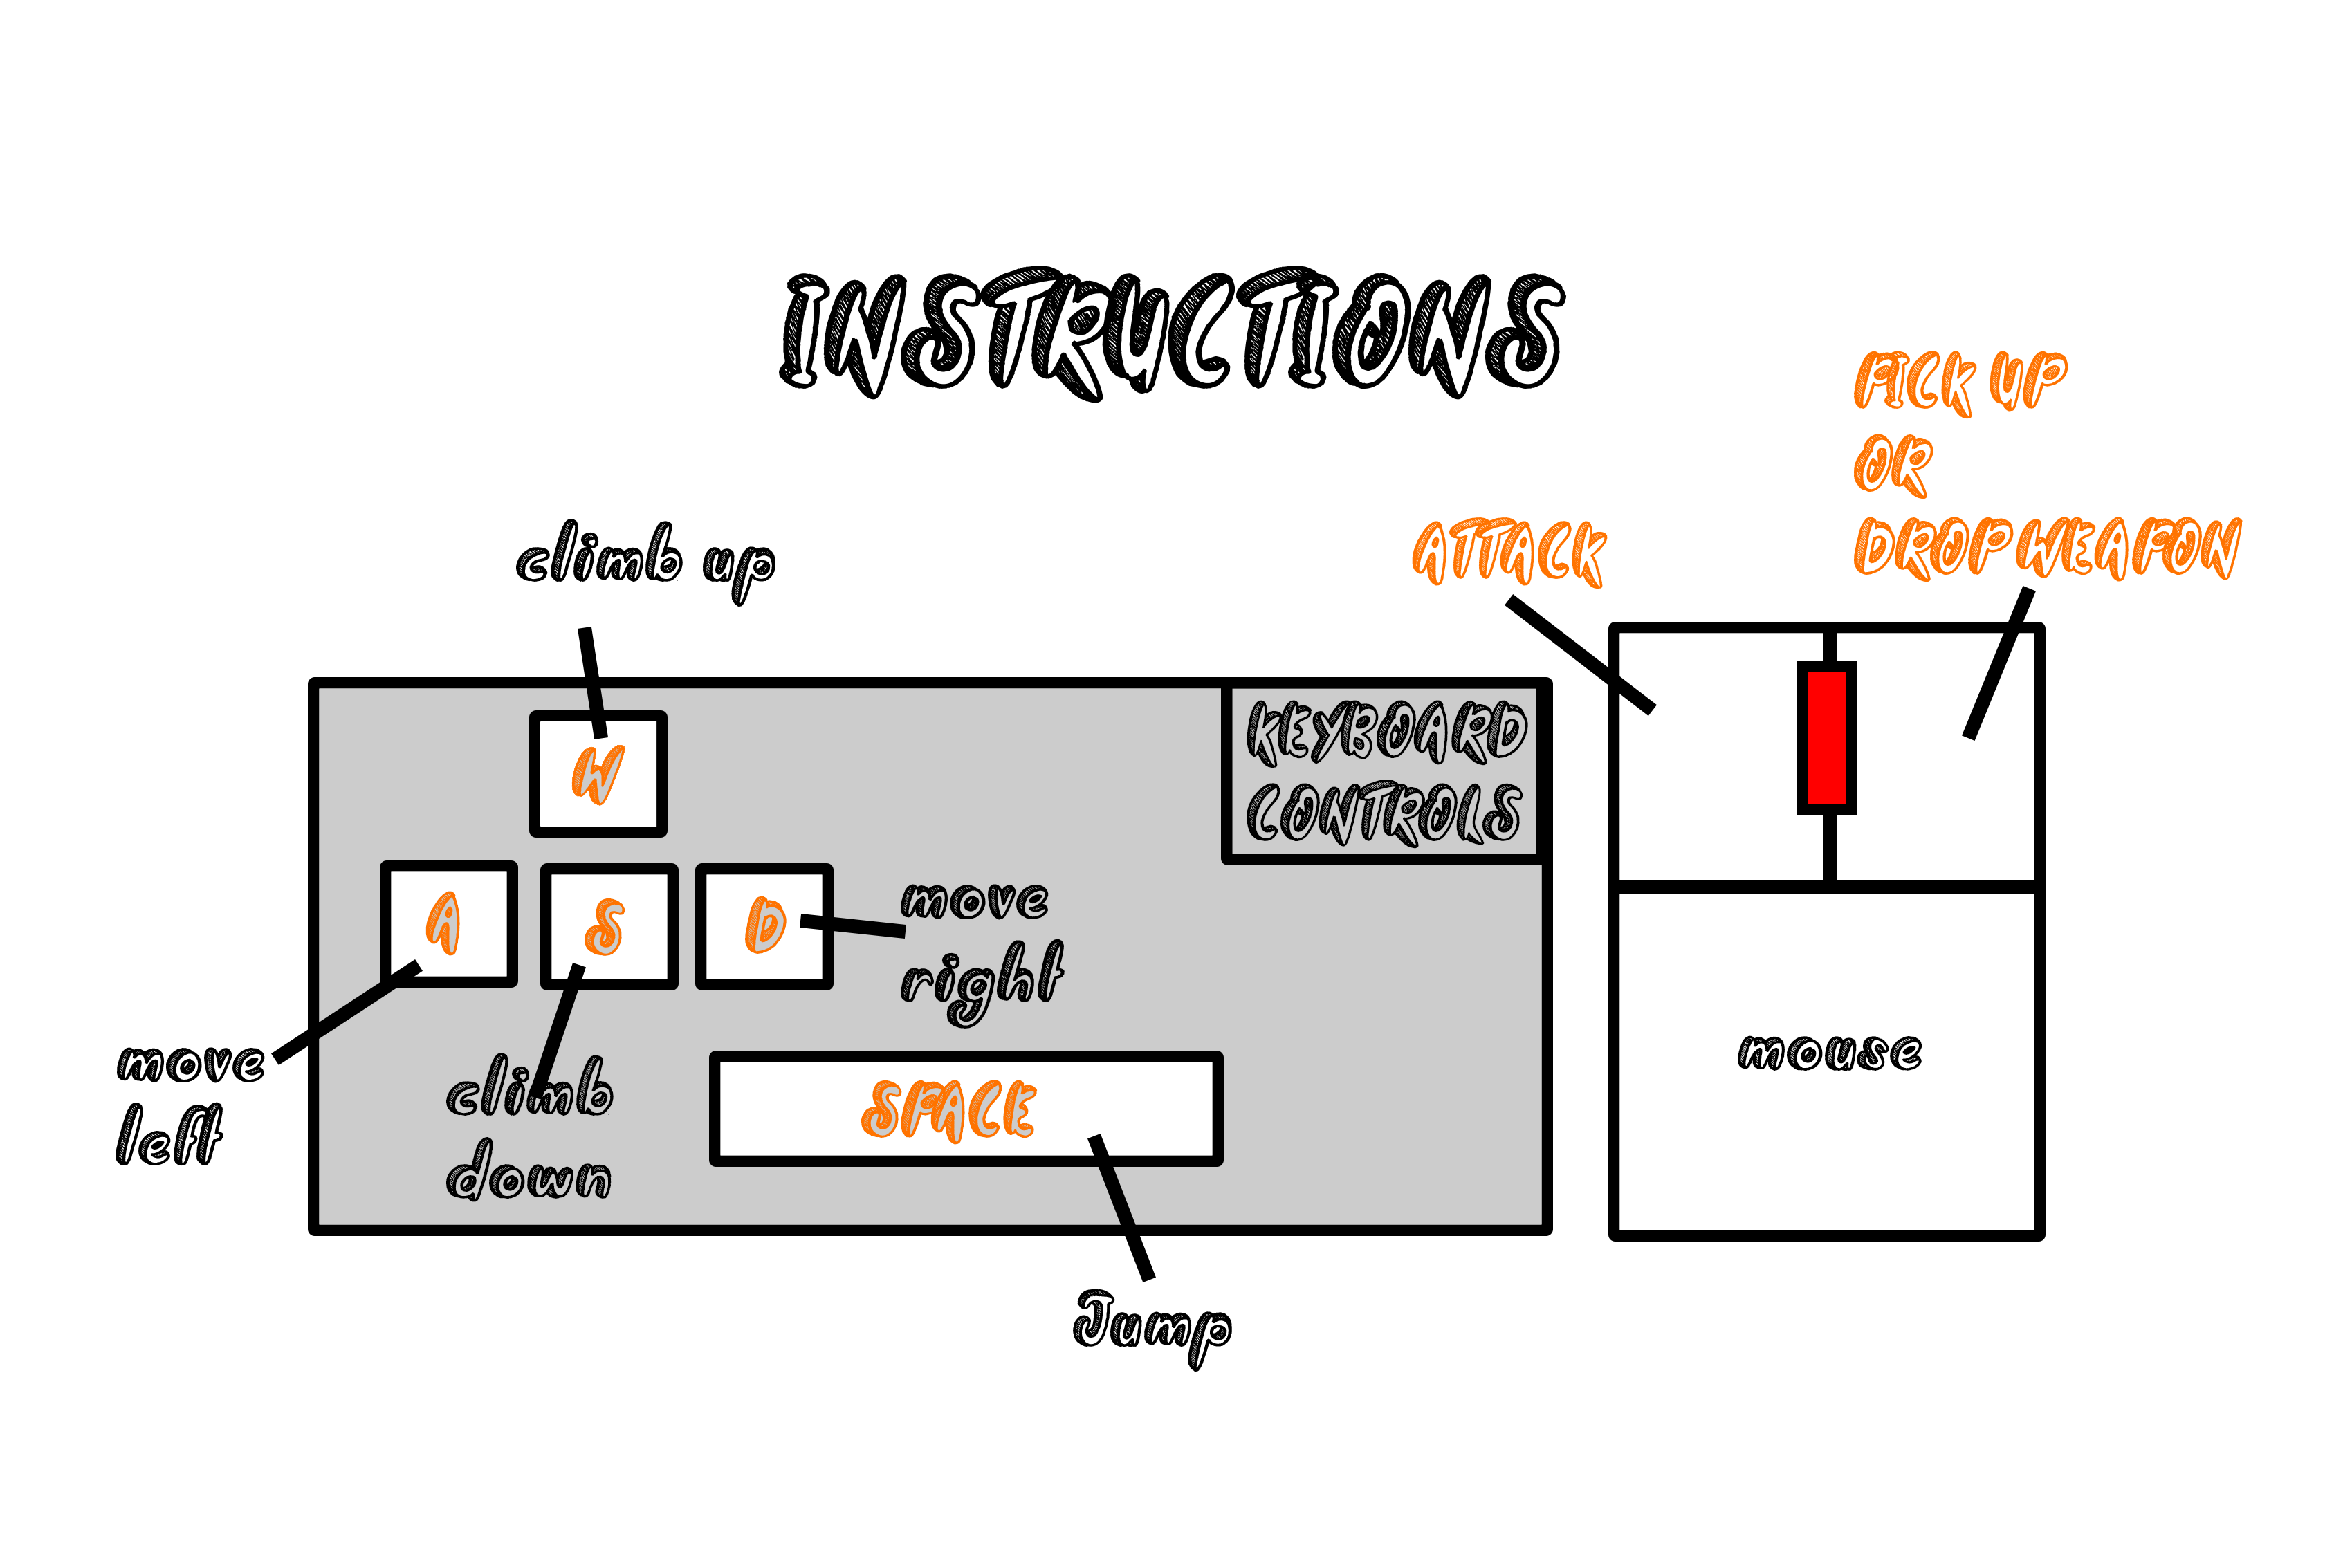 INSTRUCTIONS
PICK UP
OR
DROP WEAPON
ATTACK
climb up
KEYBOARD
CONTROLS
W
A
S
D
move
right
move
left
climb
down
SPACE
mouse
Jump